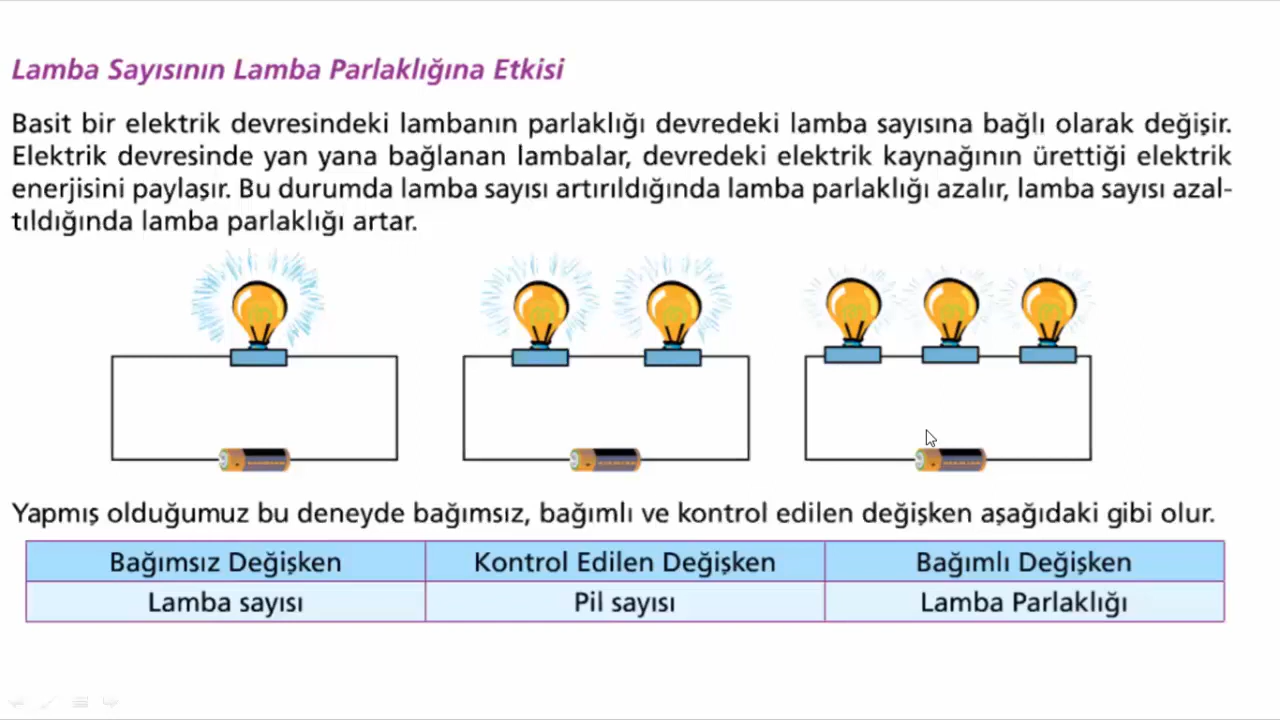 Lamba Sayısının Lamba Parlaklığına Etkisi
Basit bir elektrik devresindeki lambanın parlaklığı devredeki lamba sayısına bağlı olarak değişir.
Elektrik devresinde yan yana bağlanan lambalar, devredeki elektrik kaynağının ürettiği elektrik
enerjisini paylaşır. Bu durumda lamba sayısı artırıldığında lamba parlaklığı azalır, lamba sayısı azal-
tıldığında lamba parlaklığı artar.
Yapmış olduğumuz bu deneyde bağımsız, bağımlı ve kontrol edilen değişken aşağıdaki gibi olur.
Bağımsız Değişken Kontrol Edilen Değişken Bağımlı Değişken
Lamba sayısı Pil sayısı Lamba Parlaklığı